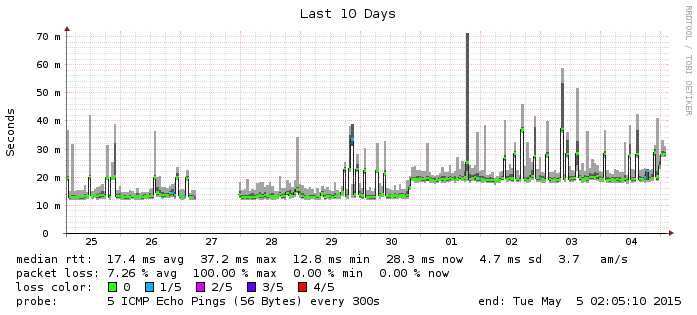 Last 10 Days
RRDTOOL / TOBI OETIKER
Seconds
70 m
60 m
50 m
40 m
30 m
20 m
10 m
0
25 26 27 28 29 30 01 02 03 04
median rtt: 17.4 ms avg 37.2 ms max 12.8 ms min 28.3 ms now 4.7 ms sd 3.7 am/s
packet loss: 7.26 % avg 100.00 % max 0.00 % min 0.00 % now
loss color: 0 1/5 2/5 3/5 4/5
probe: 5 ICMP Echo Pings (56 Bytes) every 300s end: Tue May 5 02:05:10 2015